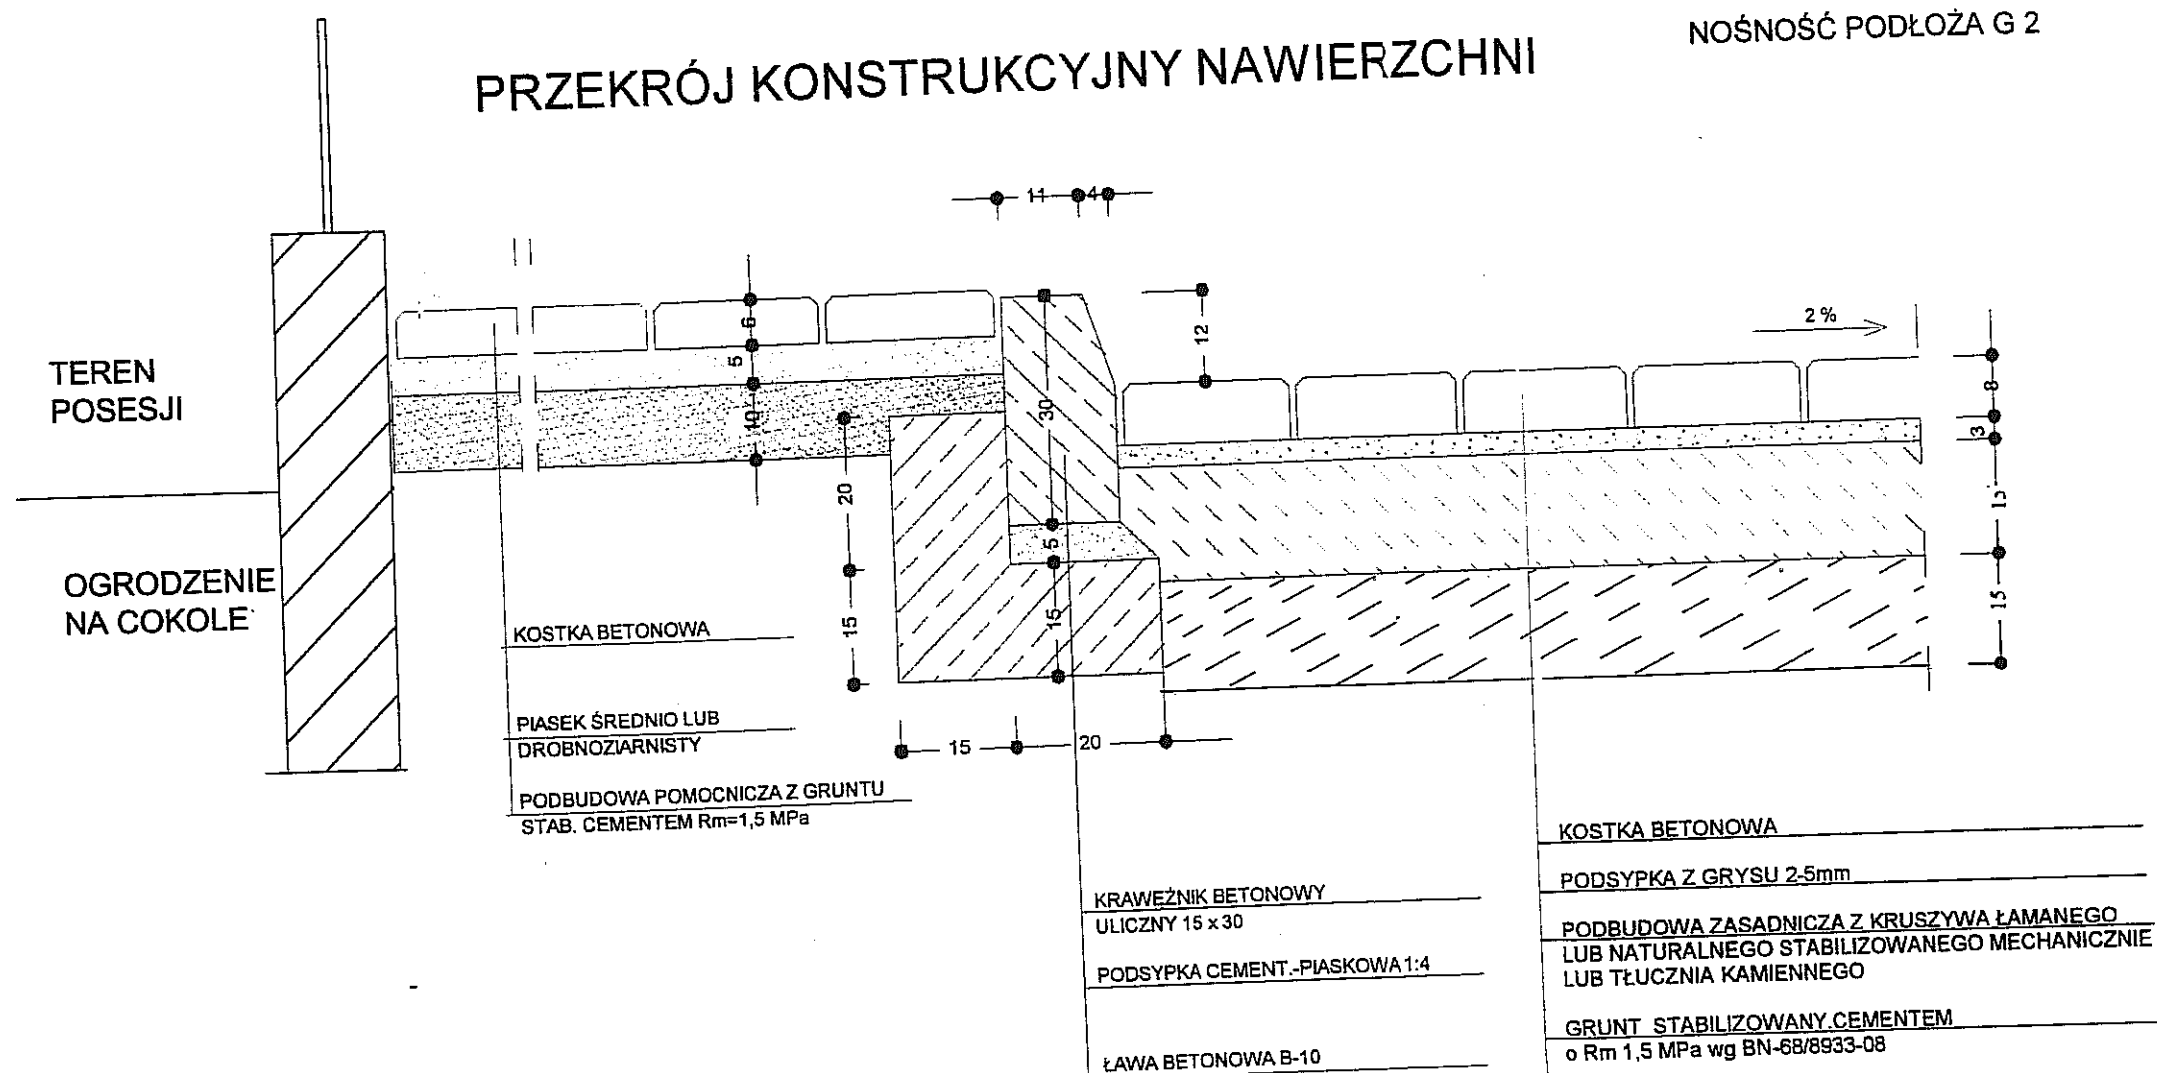 NOŚNOŚĆ PODŁOŻA G 2
PRZEKRÓJ KONSTRUKCYJNY NAWIERZCHNI
11
4
12
2 %
TEREN
POSESJI
6
5
10
30
20
5
15
15
8
3
15
15
OGRODZENIE
NA COKOLE
15
20
KOSTKA BETONOWA
PIASEK ŚREDNIO LUB
DROBNOZIARNISTY
PODBUDOWA POMOCNICZA Z GRUNTU
STAB. CEMENTEM Rm=1,5 MPa
KRAWĘŻNIK BETONOWY
ULICZNY 15 x 30
PODSYPKA CEMENT.-PIASKOWA 1:4
ŁAWA BETONOWA B-10
KOSTKA BETONOWA
PODSYPKA Z GRYSU 2-5mm
PODBUDOWA ZASADNICZA Z KRUSZYWA ŁAMANEGO
LUB NATURALNEGO STABILIZOWANEGO MECHANICZNIE
LUB TŁUCZNIA KAMIENNEGO
GRUNT STABILIZOWANY.CEMENTEM
o Rm 1,5 MPa wg BN-68/8933-08